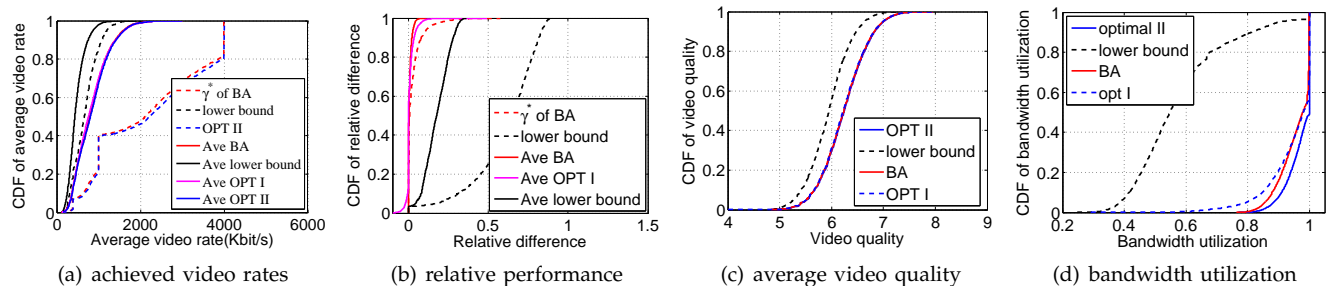 CDF of average video rate
1
0.8
0.6
0.4
0.2
0
0
2000
4000
6000
Average video rate(Kbit/s)
γ* of BA
lower bound
OPT II
Ave BA
Ave lower bound
Ave OPT I
Ave OPT II
(a) achieved video rates
CDF of relative difference
1
0.8
0.6
0.4
0.2
0
0
0.5
1
1.5
Relative difference
γ* of BA
lower bound
Ave BA
Ave OPT I
Ave lower bound
(b) relative performance
CDF of video quality
1
0.8
0.6
0.4
0.2
0
4
5
6
7
8
9
Video quality
OPT II
lower bound
BA
OPT I
(c) average video quality
CDF of bandwidth utilization
1
0.8
0.6
0.4
0.2
0
0.2
0.4
0.6
0.8
1
Bandwidth utilization
optimal II
lower bound
BA
opt I
(d) bandwidth utilization